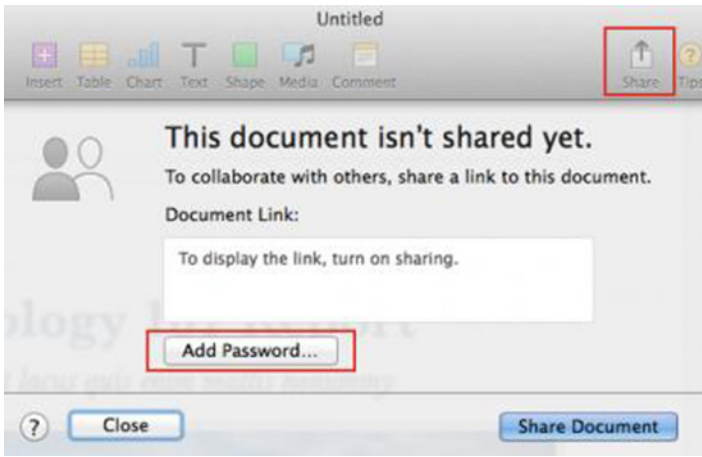 Untitled
Insert Table Chart Text Shape Media Comment Share Tips
This document isn't shared yet.
To collaborate with others, share a link to this document.
Document Link:
To display the link, turn on sharing.
Add Password...
? Close Share Document